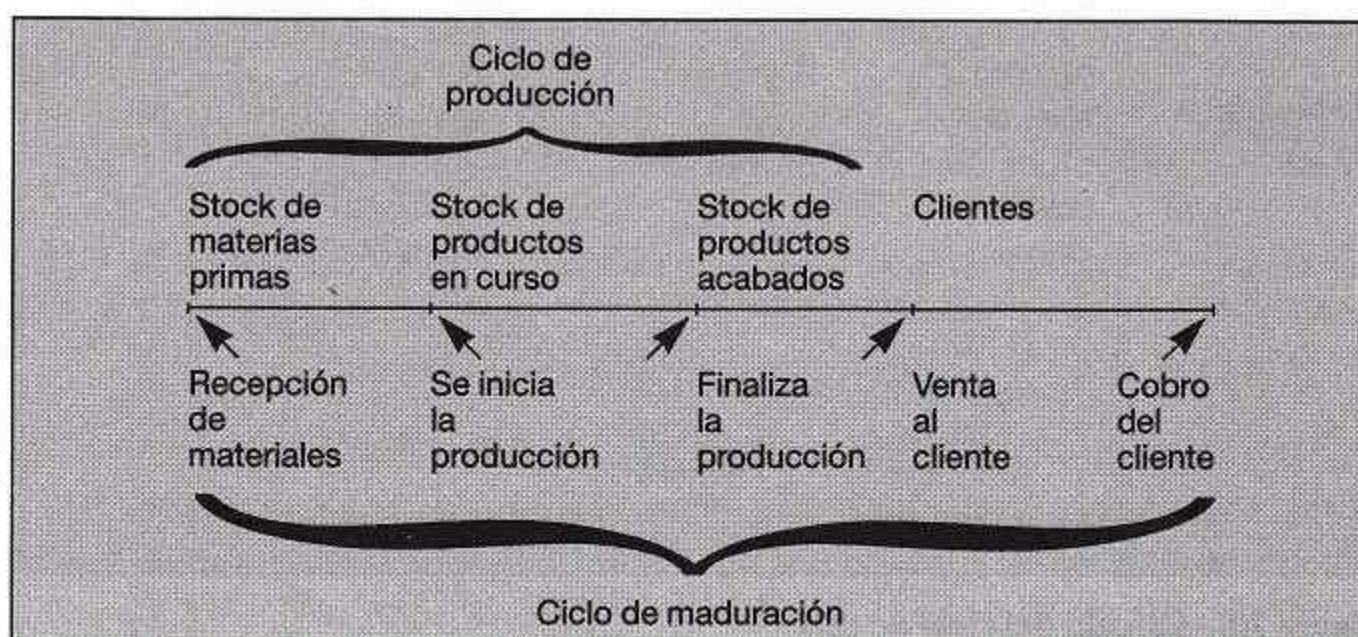 Ciclo de
producción
Stock de
materias
primas
Stock de
productos
en curso
Stock de
productos
acabados
Clientes
Recepción
de
materiales
Se inicia
la
producción
Finaliza
la
producción
Venta
al
cliente
Cobro
del
cliente
Ciclo de maduración